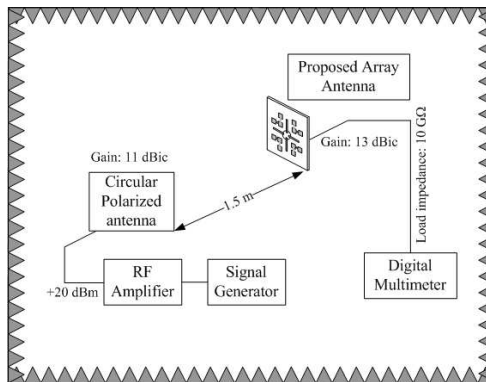 Proposed Array
Antenna
Gain: 11 dBic
Gain: 13 dBic
Load impedance: 10 GΩ
Circular
Polarized
antenna
1.5 m
+20 dBm
RF
Amplifier
Signal
Generator
Digital
Multimeter